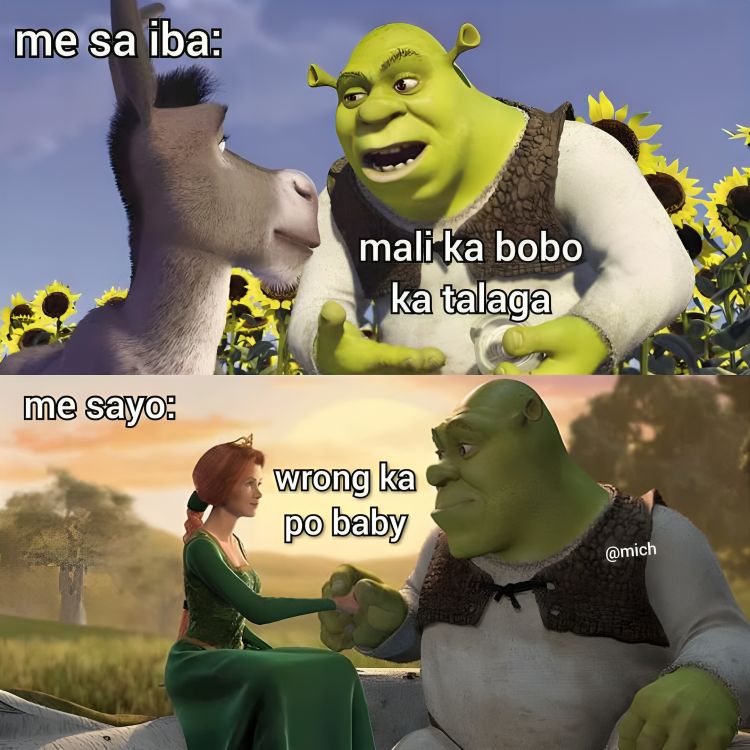 me sa iba:
mali ka bobo
ka talaga
me sayo:
wrong ka
po baby
@mich